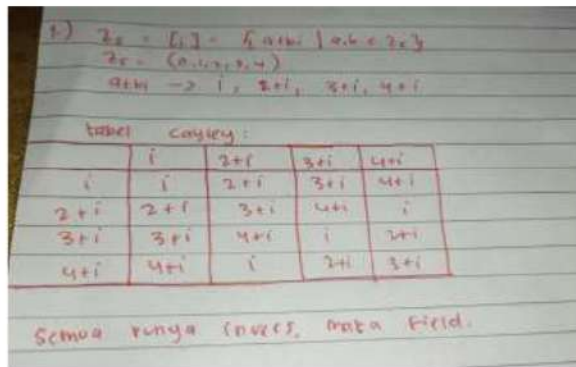 1.) Z₅ = [i] = { a+bi | a,b ∈ Z₅ }
Z₅ = (0,1,2,3,4)
a+bi -> i, 2+i, 3+i, 4+i
tabel cayley:
i 2+i 3+i 4+i
i i 2+i 3+i 4+i
2+i 2+i 3+i 4+i i
3+i 3+i 4+i i 2+i
4+i 4+i i 2+i 3+i
Semua punya invers, maka field.